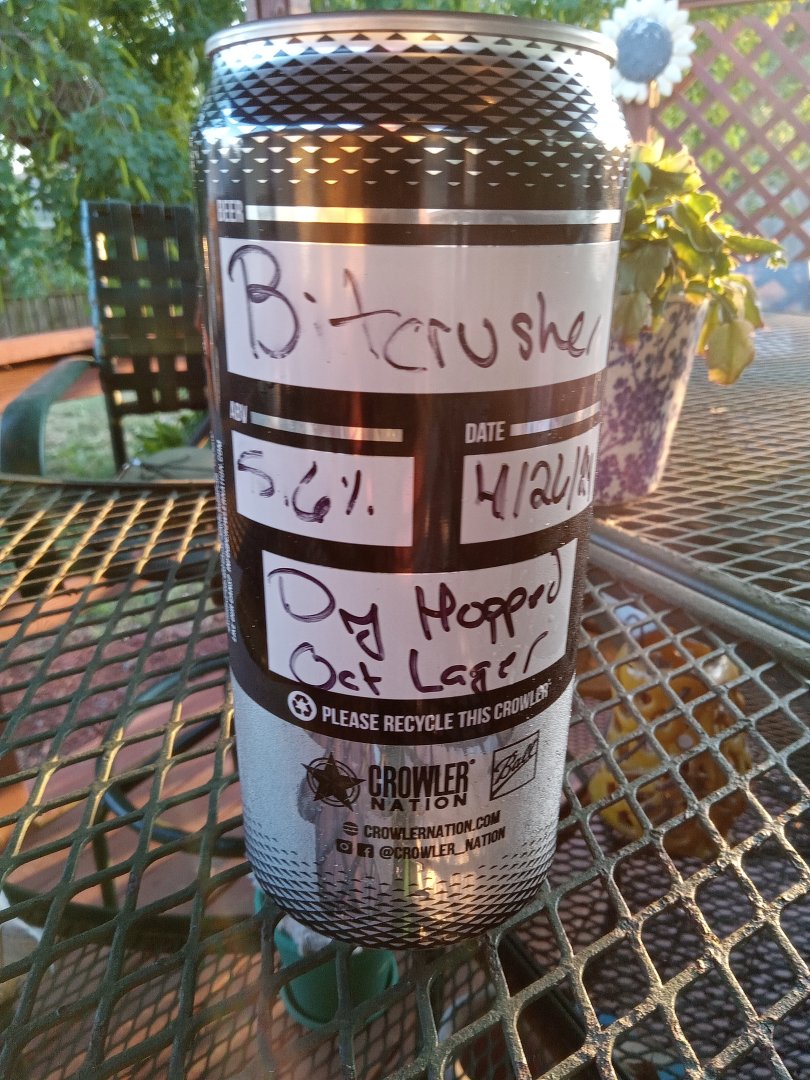 BEER
Bitcrusher
ABV
DATE
5.6%
4/26/
Dry Hopped
Oat Lager
PLEASE RECYCLE THIS CROWLER
CROWLER
NATION
Ball
CROWLERNATION.COM
@CROWLER_NATION